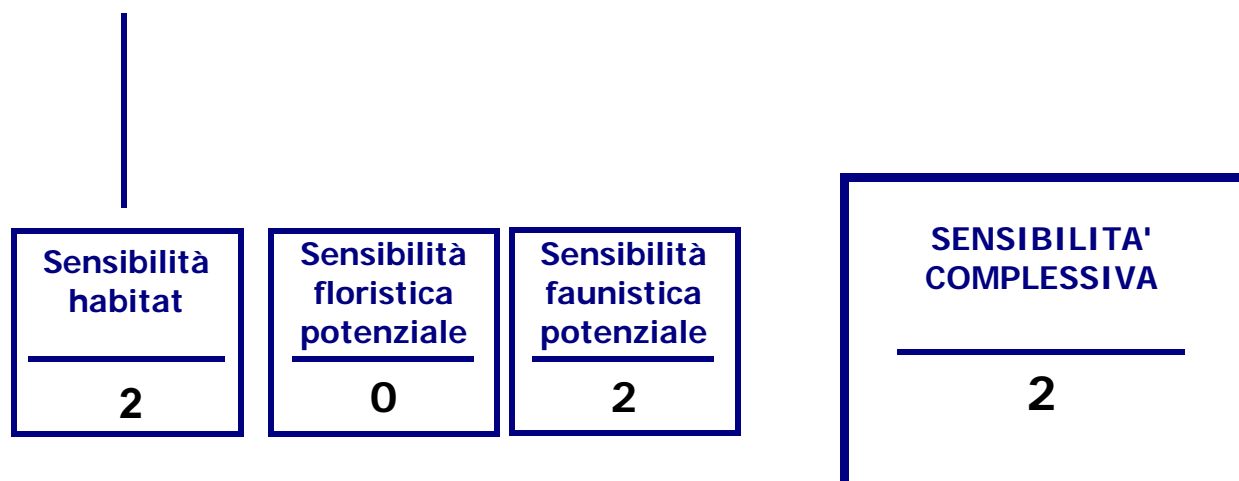 Sensibilità
habitat
2
Sensibilità
floristica
potenziale
0
Sensibilità
faunistica
potenziale
2
SENSIBILITA'
COMPLESSIVA
2